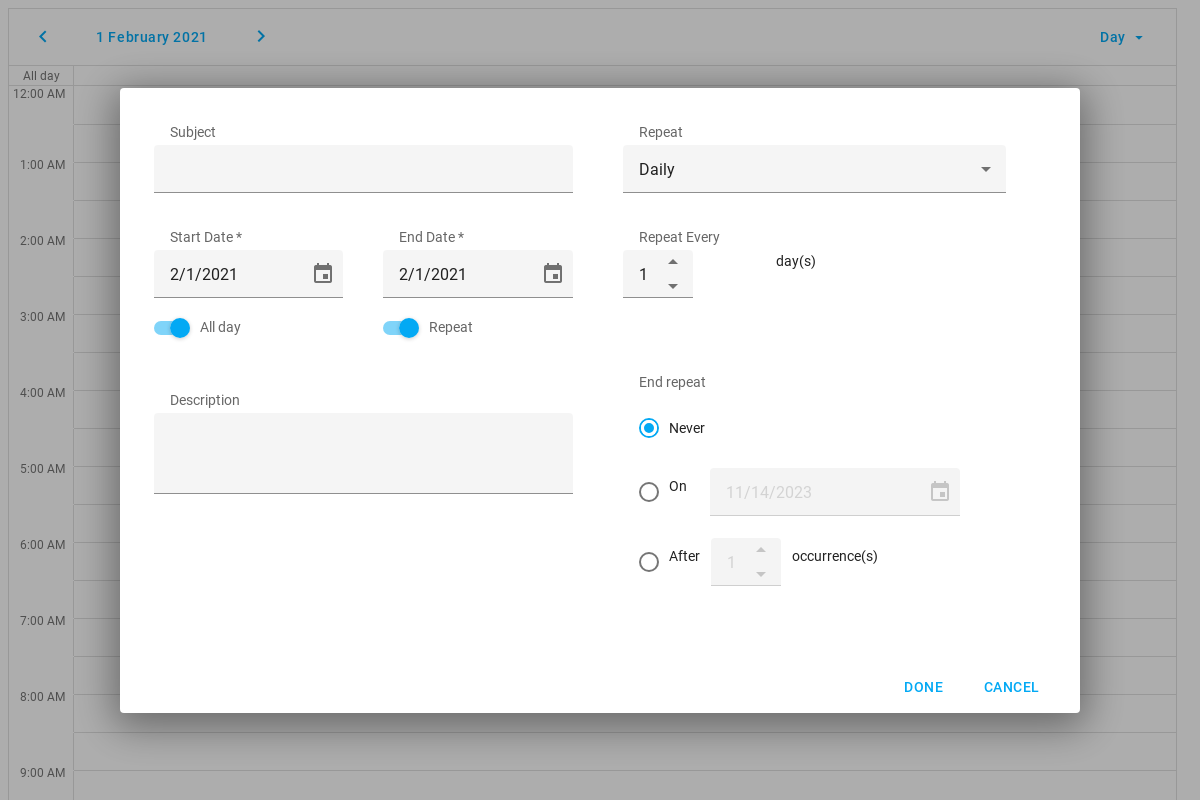 1 February 2021
Day
All day
12:00 AM
1:00 AM
2:00 AM
3:00 AM
4:00 AM
5:00 AM
6:00 AM
7:00 AM
8:00 AM
9:00 AM
Subject
Start Date *
End Date *
2/1/2021
2/1/2021
All day
Repeat
Description
Repeat
Daily
Repeat Every
1
day(s)
End repeat
Never
On
11/14/2023
After
1
occurrence(s)
DONE
CANCEL